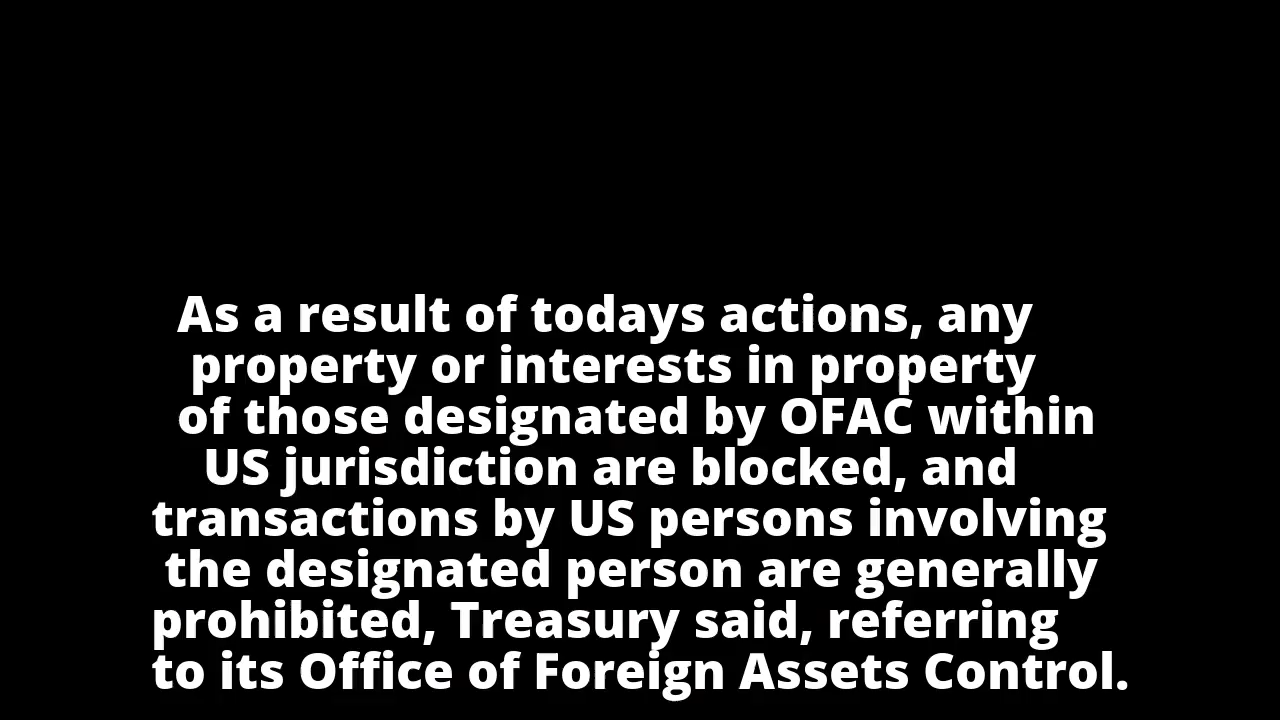 As a result of todays actions, any
property or interests in property
of those designated by OFAC within
US jurisdiction are blocked, and
transactions by US persons involving
the designated person are generally
prohibited, Treasury said, referring
to its Office of Foreign Assets Control.